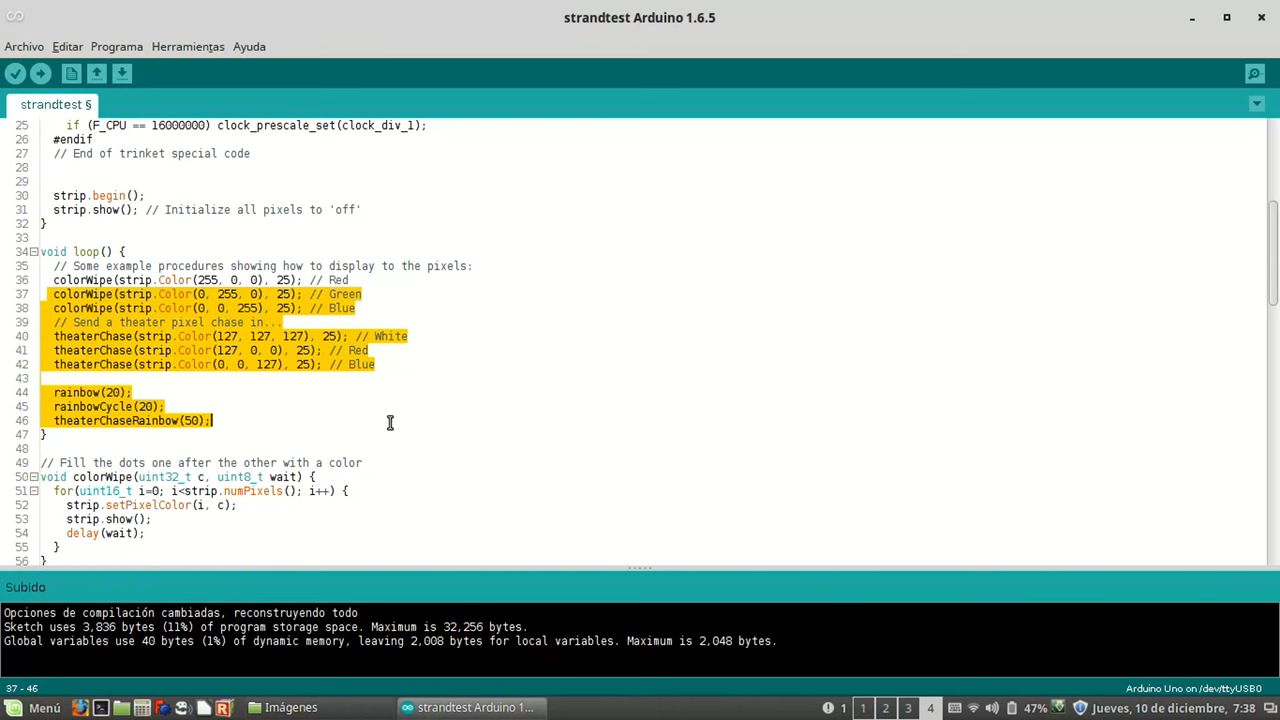 strandtest Arduino 1.6.5
Archivo Editar Programa Herramientas Ayuda
strandtest §
25 if (F_CPU == 16000000) clock_prescale_set(clock_div_1);
26 #endif
27 // End of trinket special code
28
29
30 strip.begin();
31 strip.show(); // Initialize all pixels to 'off'
32 }
33
34 void loop() {
35 // Some example procedures showing how to display to the pixels:
36 colorWipe(strip.Color(255, 0, 0), 25); // Red
37 colorWipe(strip.Color(0, 255, 0), 25); // Green
38 colorWipe(strip.Color(0, 0, 255), 25); // Blue
39 // Send a theater pixel chase in...
40 theaterChase(strip.Color(127, 127, 127), 25); // White
41 theaterChase(strip.Color(127, 0, 0), 25); // Red
42 theaterChase(strip.Color(0, 0, 127), 25); // Blue
43
44 rainbow(20);
45 rainbowCycle(20);
46 theaterChaseRainbow(50);
47 }
48
49 // Fill the dots one after the other with a color
50 void colorWipe(uint32_t c, uint8_t wait) {
51 for(uint16_t i=0; i<strip.numPixels(); i++) {
52 strip.setPixelColor(i, c);
53 strip.show();
54 delay(wait);
55 }
56 }
Subido
Opciones de compilación cambiadas, reconstruyendo todo
Sketch uses 3,836 bytes (11%) of program storage space. Maximum is 32,256 bytes.
Global variables use 40 bytes (1%) of dynamic memory, leaving 2,008 bytes for local variables. Maximum is 2,048 bytes.
37 - 46 Arduino Uno on /dev/ttyUSB0
Menú Imágenes strandtest Arduino 1... 1 1 2 3 4 47% Jueves, 10 de diciembre, 7:38